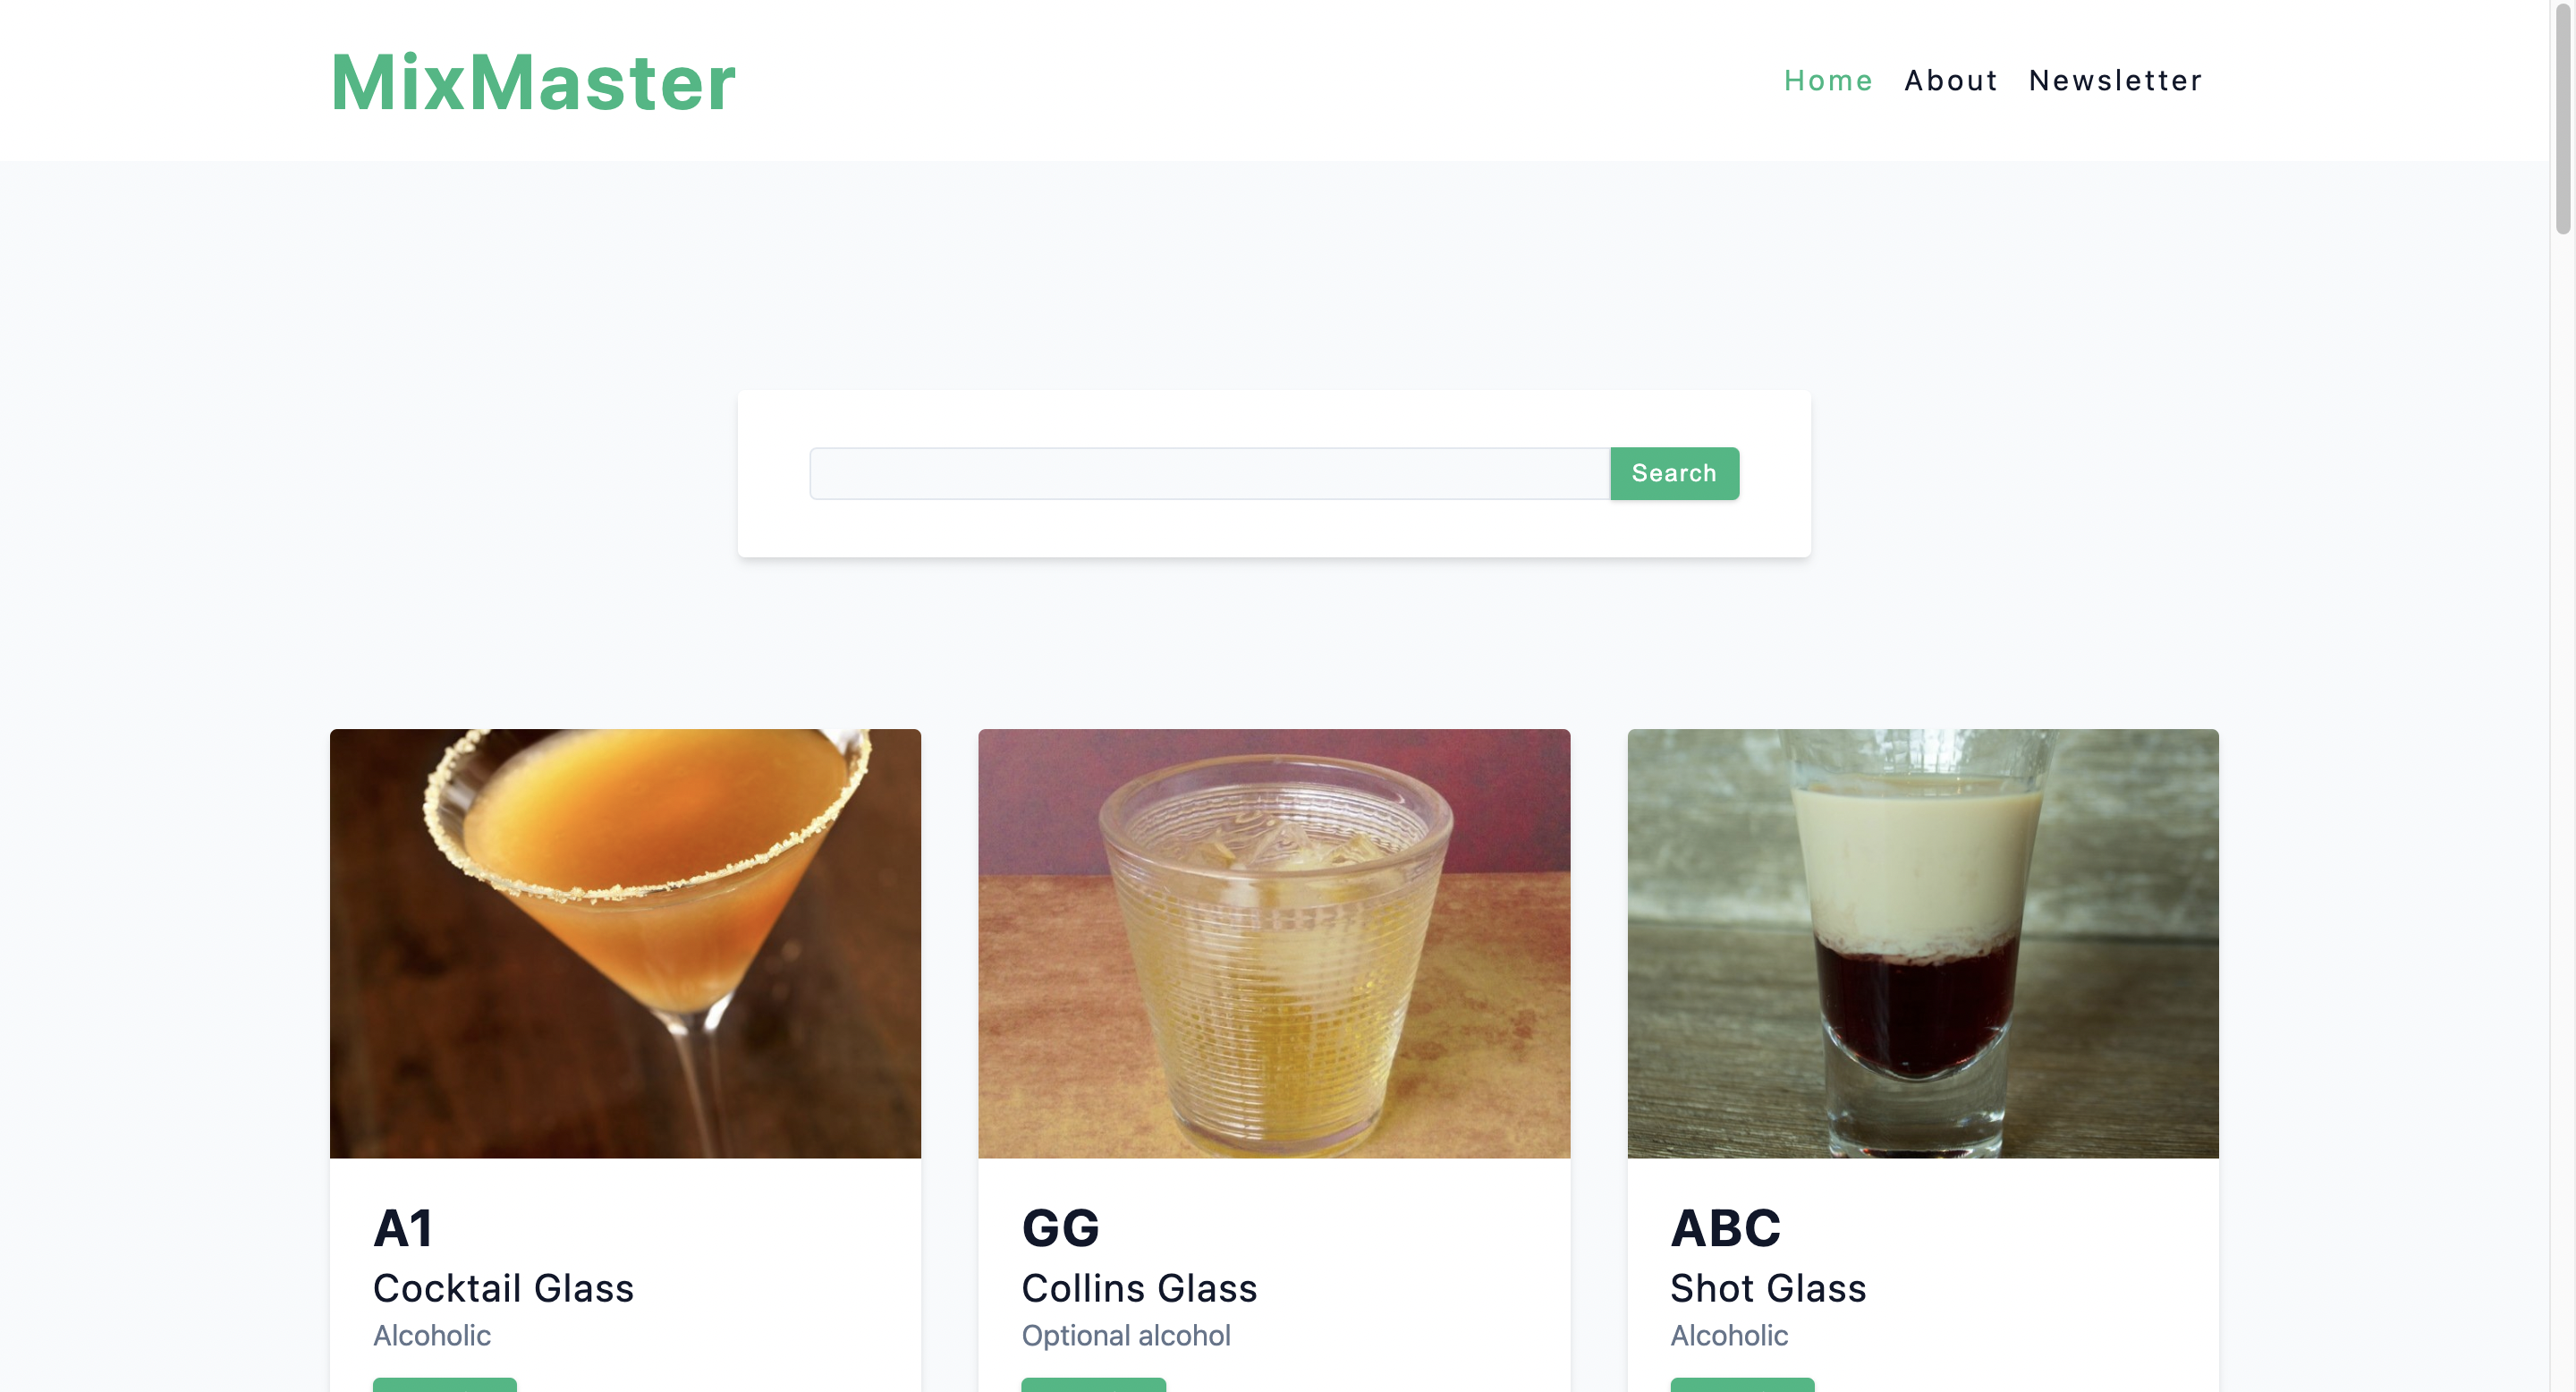 MixMaster
Home About Newsletter
Search
A1
Cocktail Glass
Alcoholic
GG
Collins Glass
Optional alcohol
ABC
Shot Glass
Alcoholic